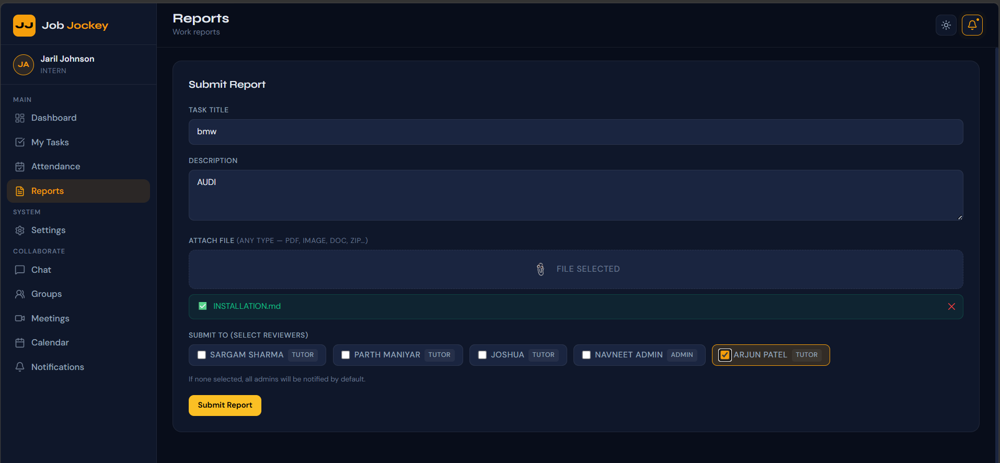 JJ Job Jockey
JA Jaril Johnson
INTERN
MAIN
Dashboard
My Tasks
Attendance
Reports
SYSTEM
Settings
COLLABORATE
Chat
Groups
Meetings
Calendar
Notifications
Reports
Work reports
Submit Report
TASK TITLE
bmw
DESCRIPTION
AUDI
ATTACH FILE (ANY TYPE — PDF, IMAGE, DOC, ZIP...)
FILE SELECTED
INSTALLATION.md
SUBMIT TO (SELECT REVIEWERS)
SARGAM SHARMA TUTOR PARTH MANIYAR TUTOR JOSHUA TUTOR NAVNEET ADMIN ADMIN ARJUN PATEL TUTOR
If none selected, all admins will be notified by default.
Submit Report